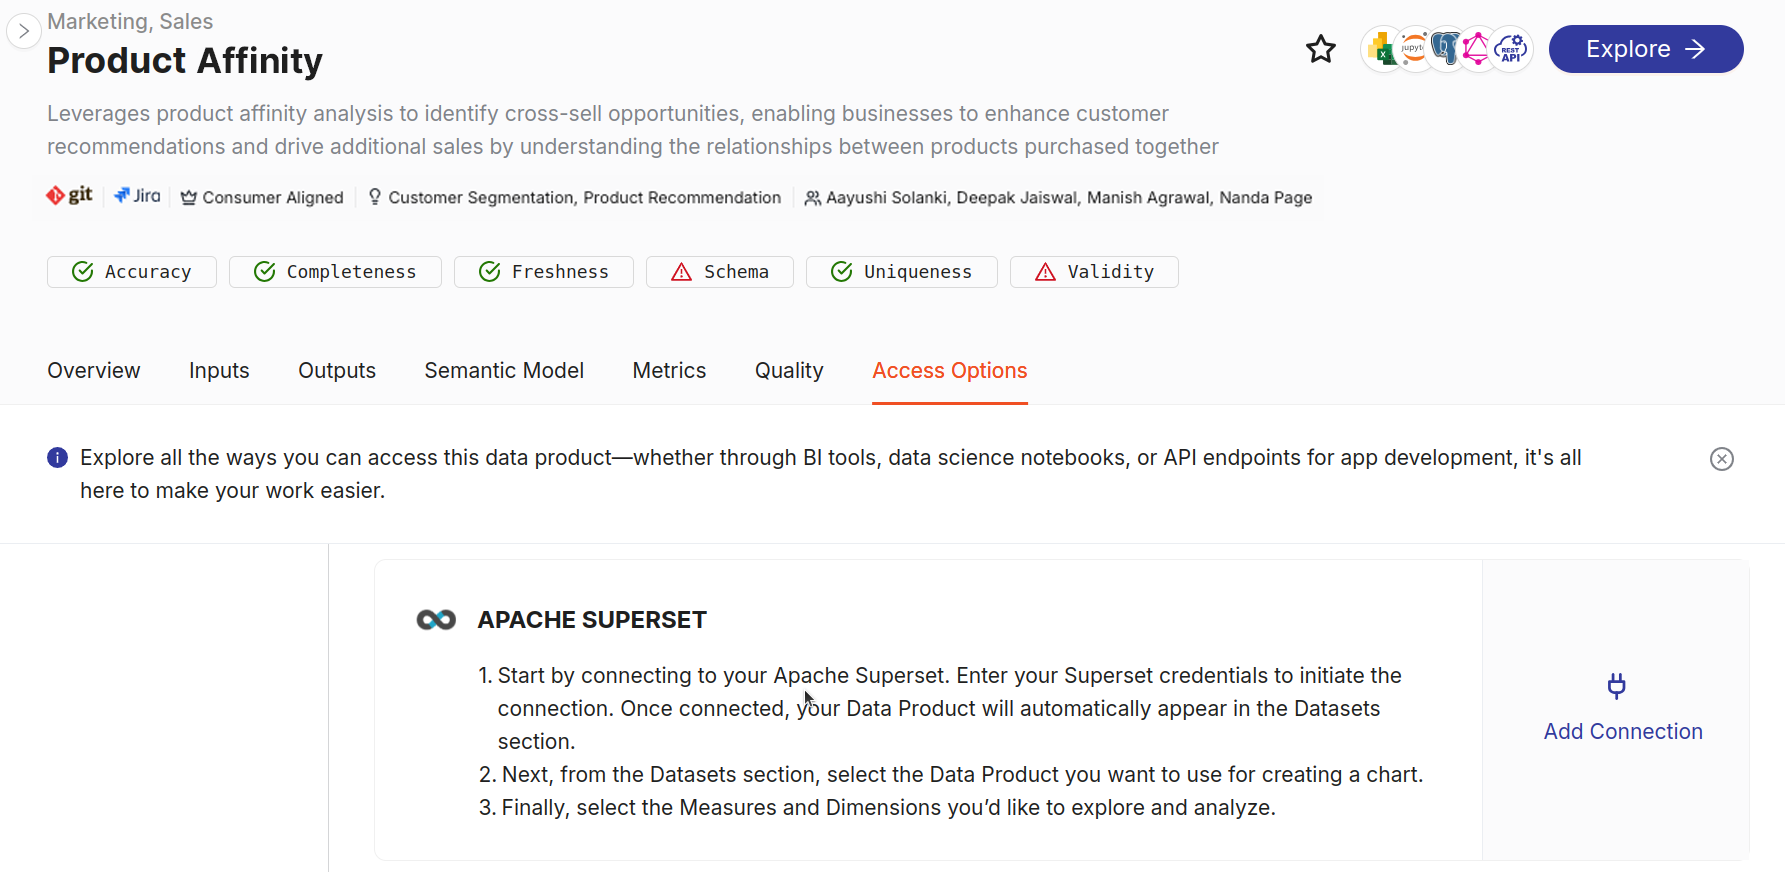 Marketing, Sales
Product Affinity
Explore
jupyter
REST
API
Leverages product affinity analysis to identify cross-sell opportunities, enabling businesses to enhance customer
recommendations and drive additional sales by understanding the relationships between products purchased together
git Jira Consumer Aligned Customer Segmentation, Product Recommendation Aayushi Solanki, Deepak Jaiswal, Manish Agrawal, Nanda Page
Accuracy Completeness Freshness Schema Uniqueness Validity
Overview Inputs Outputs Semantic Model Metrics Quality Access Options
Explore all the ways you can access this data product—whether through BI tools, data science notebooks, or API endpoints for app development, it's all
here to make your work easier.
APACHE SUPERSET
1. Start by connecting to your Apache Superset. Enter your Superset credentials to initiate the
connection. Once connected, your Data Product will automatically appear in the Datasets
section.
2. Next, from the Datasets section, select the Data Product you want to use for creating a chart.
3. Finally, select the Measures and Dimensions you’d like to explore and analyze.
Add Connection